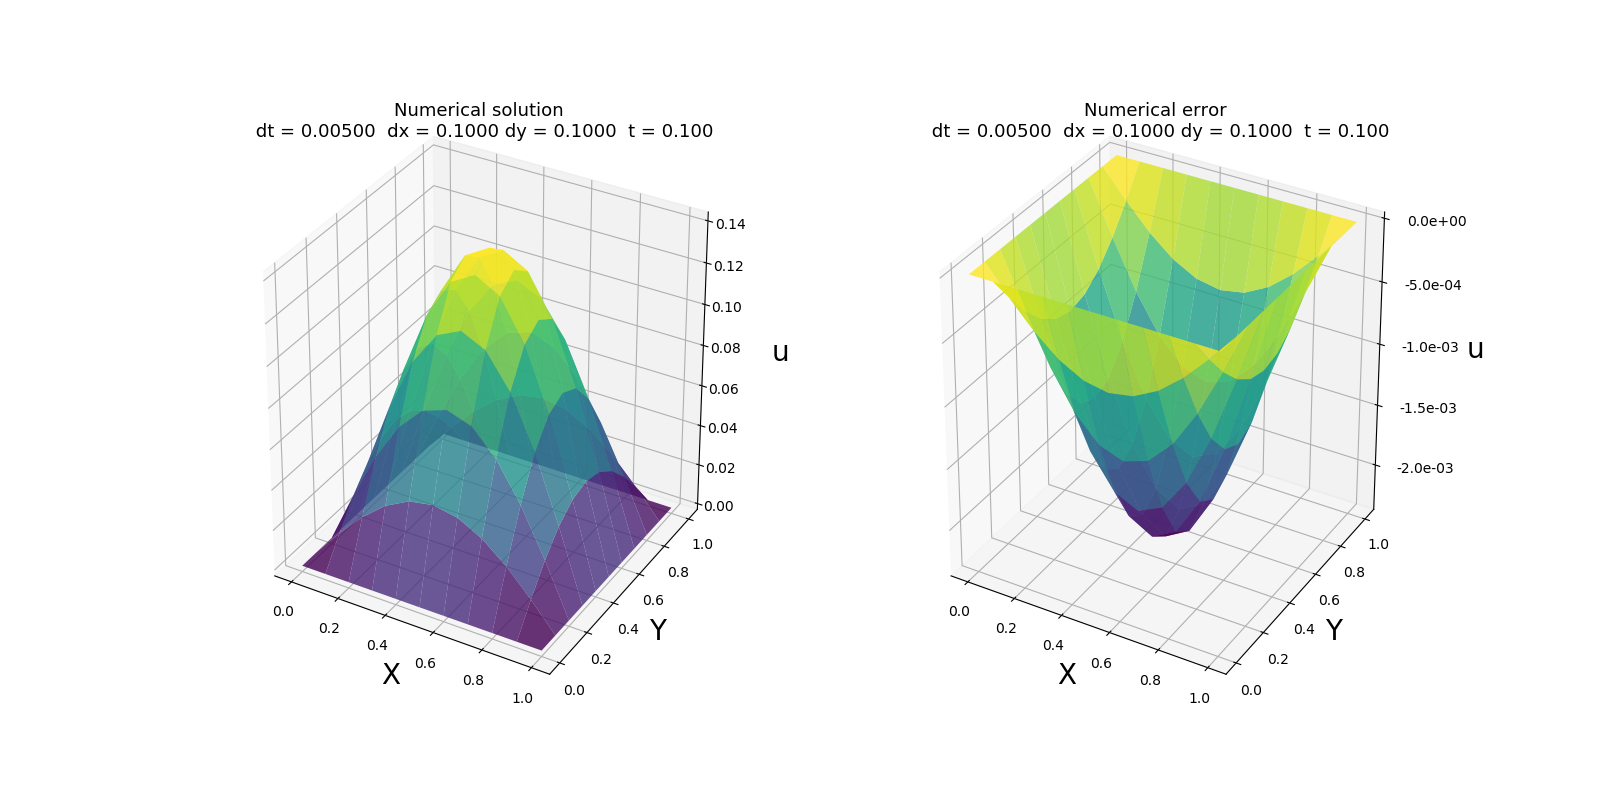 Numerical solution
dt = 0.00500  dx = 0.1000 dy = 0.1000  t = 0.100
0.14
0.12
0.10
0.08
0.06
0.04
0.02
0.00
u
0.0
0.2
0.4
0.6
0.8
1.0
X
0.0
0.2
0.4
0.6
0.8
1.0
Y
Numerical error
dt = 0.00500  dx = 0.1000 dy = 0.1000  t = 0.100
0.0e+00
-5.0e-04
-1.0e-03
-1.5e-03
-2.0e-03
u
0.0
0.2
0.4
0.6
0.8
1.0
X
0.0
0.2
0.4
0.6
0.8
1.0
Y